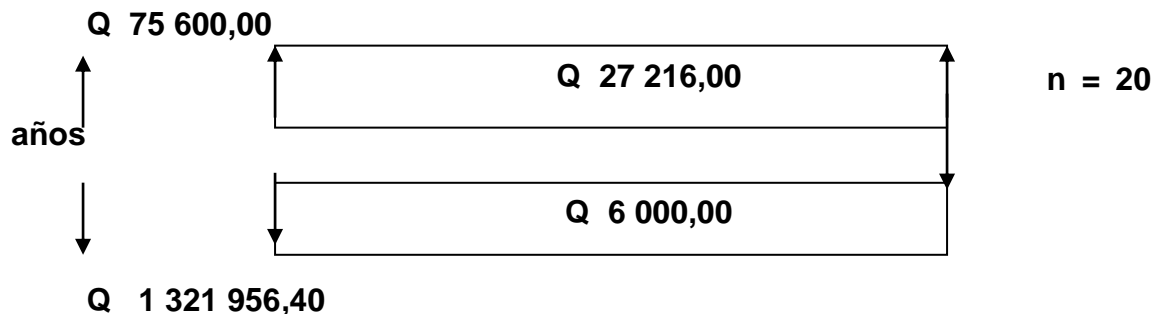 Q 75 600,00
Q 27 216,00
n = 20
años
Q 6 000,00
Q 1 321 956,40